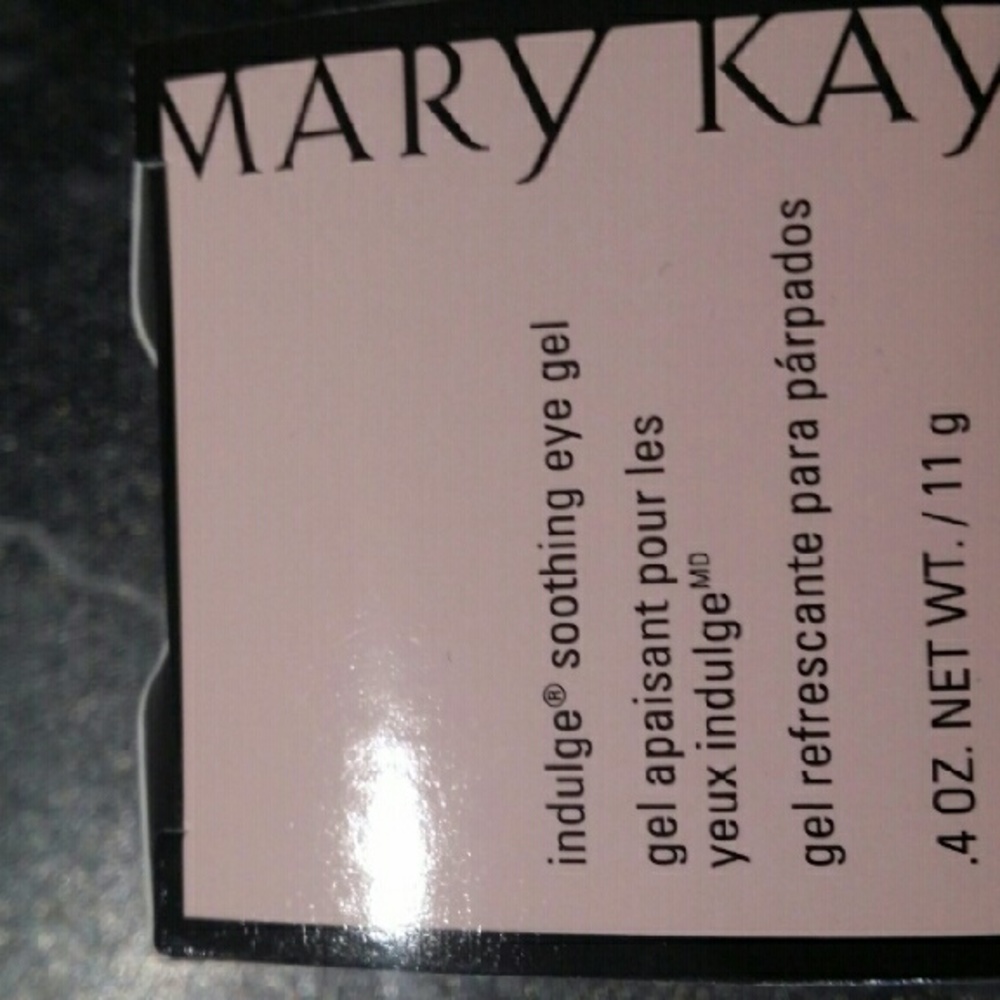 MARY KAY
indulge® soothing eye gel
gel apaisant pour les
yeux indulgeMD
gel refrescante para párpados
.4 OZ. NET WT. / 11 g